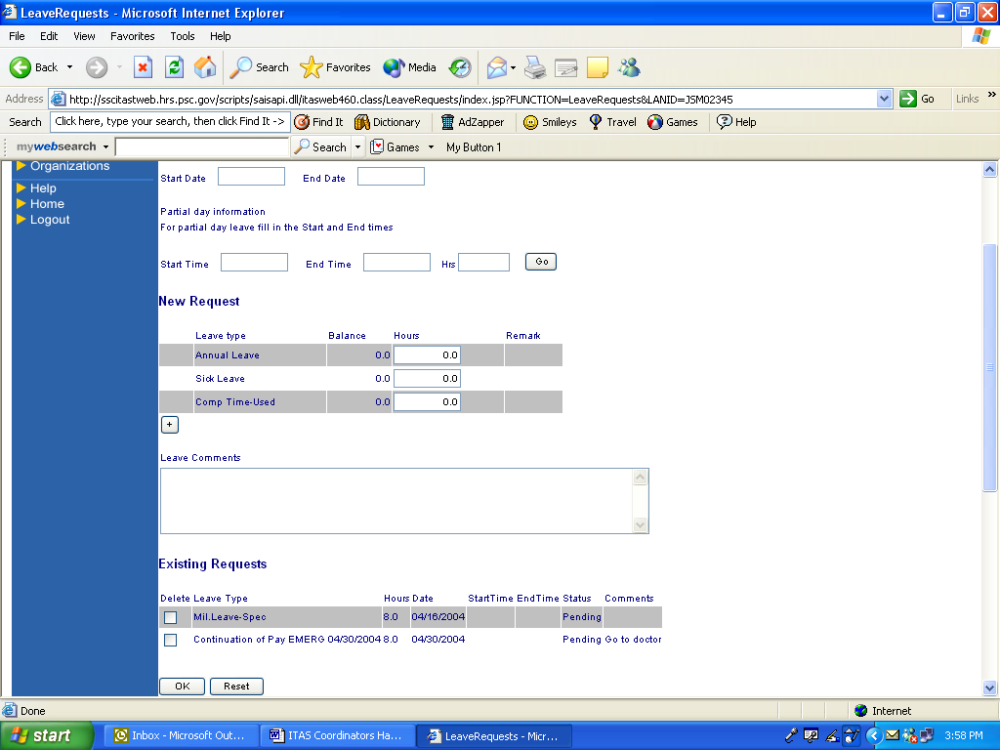 LeaveRequests - Microsoft Internet Explorer
File Edit View Favorites Tools Help
Back Search Favorites Media
Address http://sscitastweb.hrs.psc.gov/scripts/saisapi.dll/itasweb460.class/LeaveRequests/index.jsp?FUNCTION=LeaveRequests&LANID=JSM02345 Go Links »
Search Click here, type your search, then click Find It -> Find It Dictionary AdZapper Smileys Travel Games Help
mywebsearch Search Games My Button 1
Organizations
Help
Home
Logout
Start Date End Date
Partial day information
For partial day leave fill in the Start and End times
Start Time End Time Hrs Go
New Request
Leave type Balance Hours Remark
Annual Leave 0.0 0.0
Sick Leave 0.0 0.0
Comp Time-Used 0.0 0.0
+
Leave Comments
Existing Requests
Delete Leave Type Hours Date StartTime EndTime Status Comments
Mil.Leave-Spec 8.0 04/16/2004 Pending
Continuation of Pay EMERG 04/30/2004 8.0 04/30/2004 Pending Go to doctor
OK Reset
Done Internet
start Inbox - Microsoft Out... ITAS Coordinators Ha... LeaveRequests - Micr... 3:58 PM